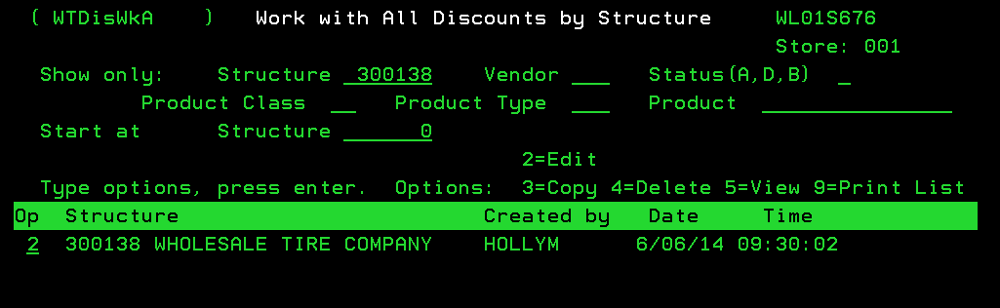 ( WTDisWkA    )   Work with All Discounts by Structure     WL01S676
Store: 001
Show only:    Structure  300138    Vendor ___   Status(A,D,B)  _
Product Class  __   Product Type  ___   Product  _______________
Start at      Structure       0
2=Edit
Type options, press enter.  Options:  3=Copy 4=Delete 5=View 9=Print List
Op  Structure                        Created by   Date     Time
2  300138 WHOLESALE TIRE COMPANY    HOLLYM      6/06/14 09:30:02